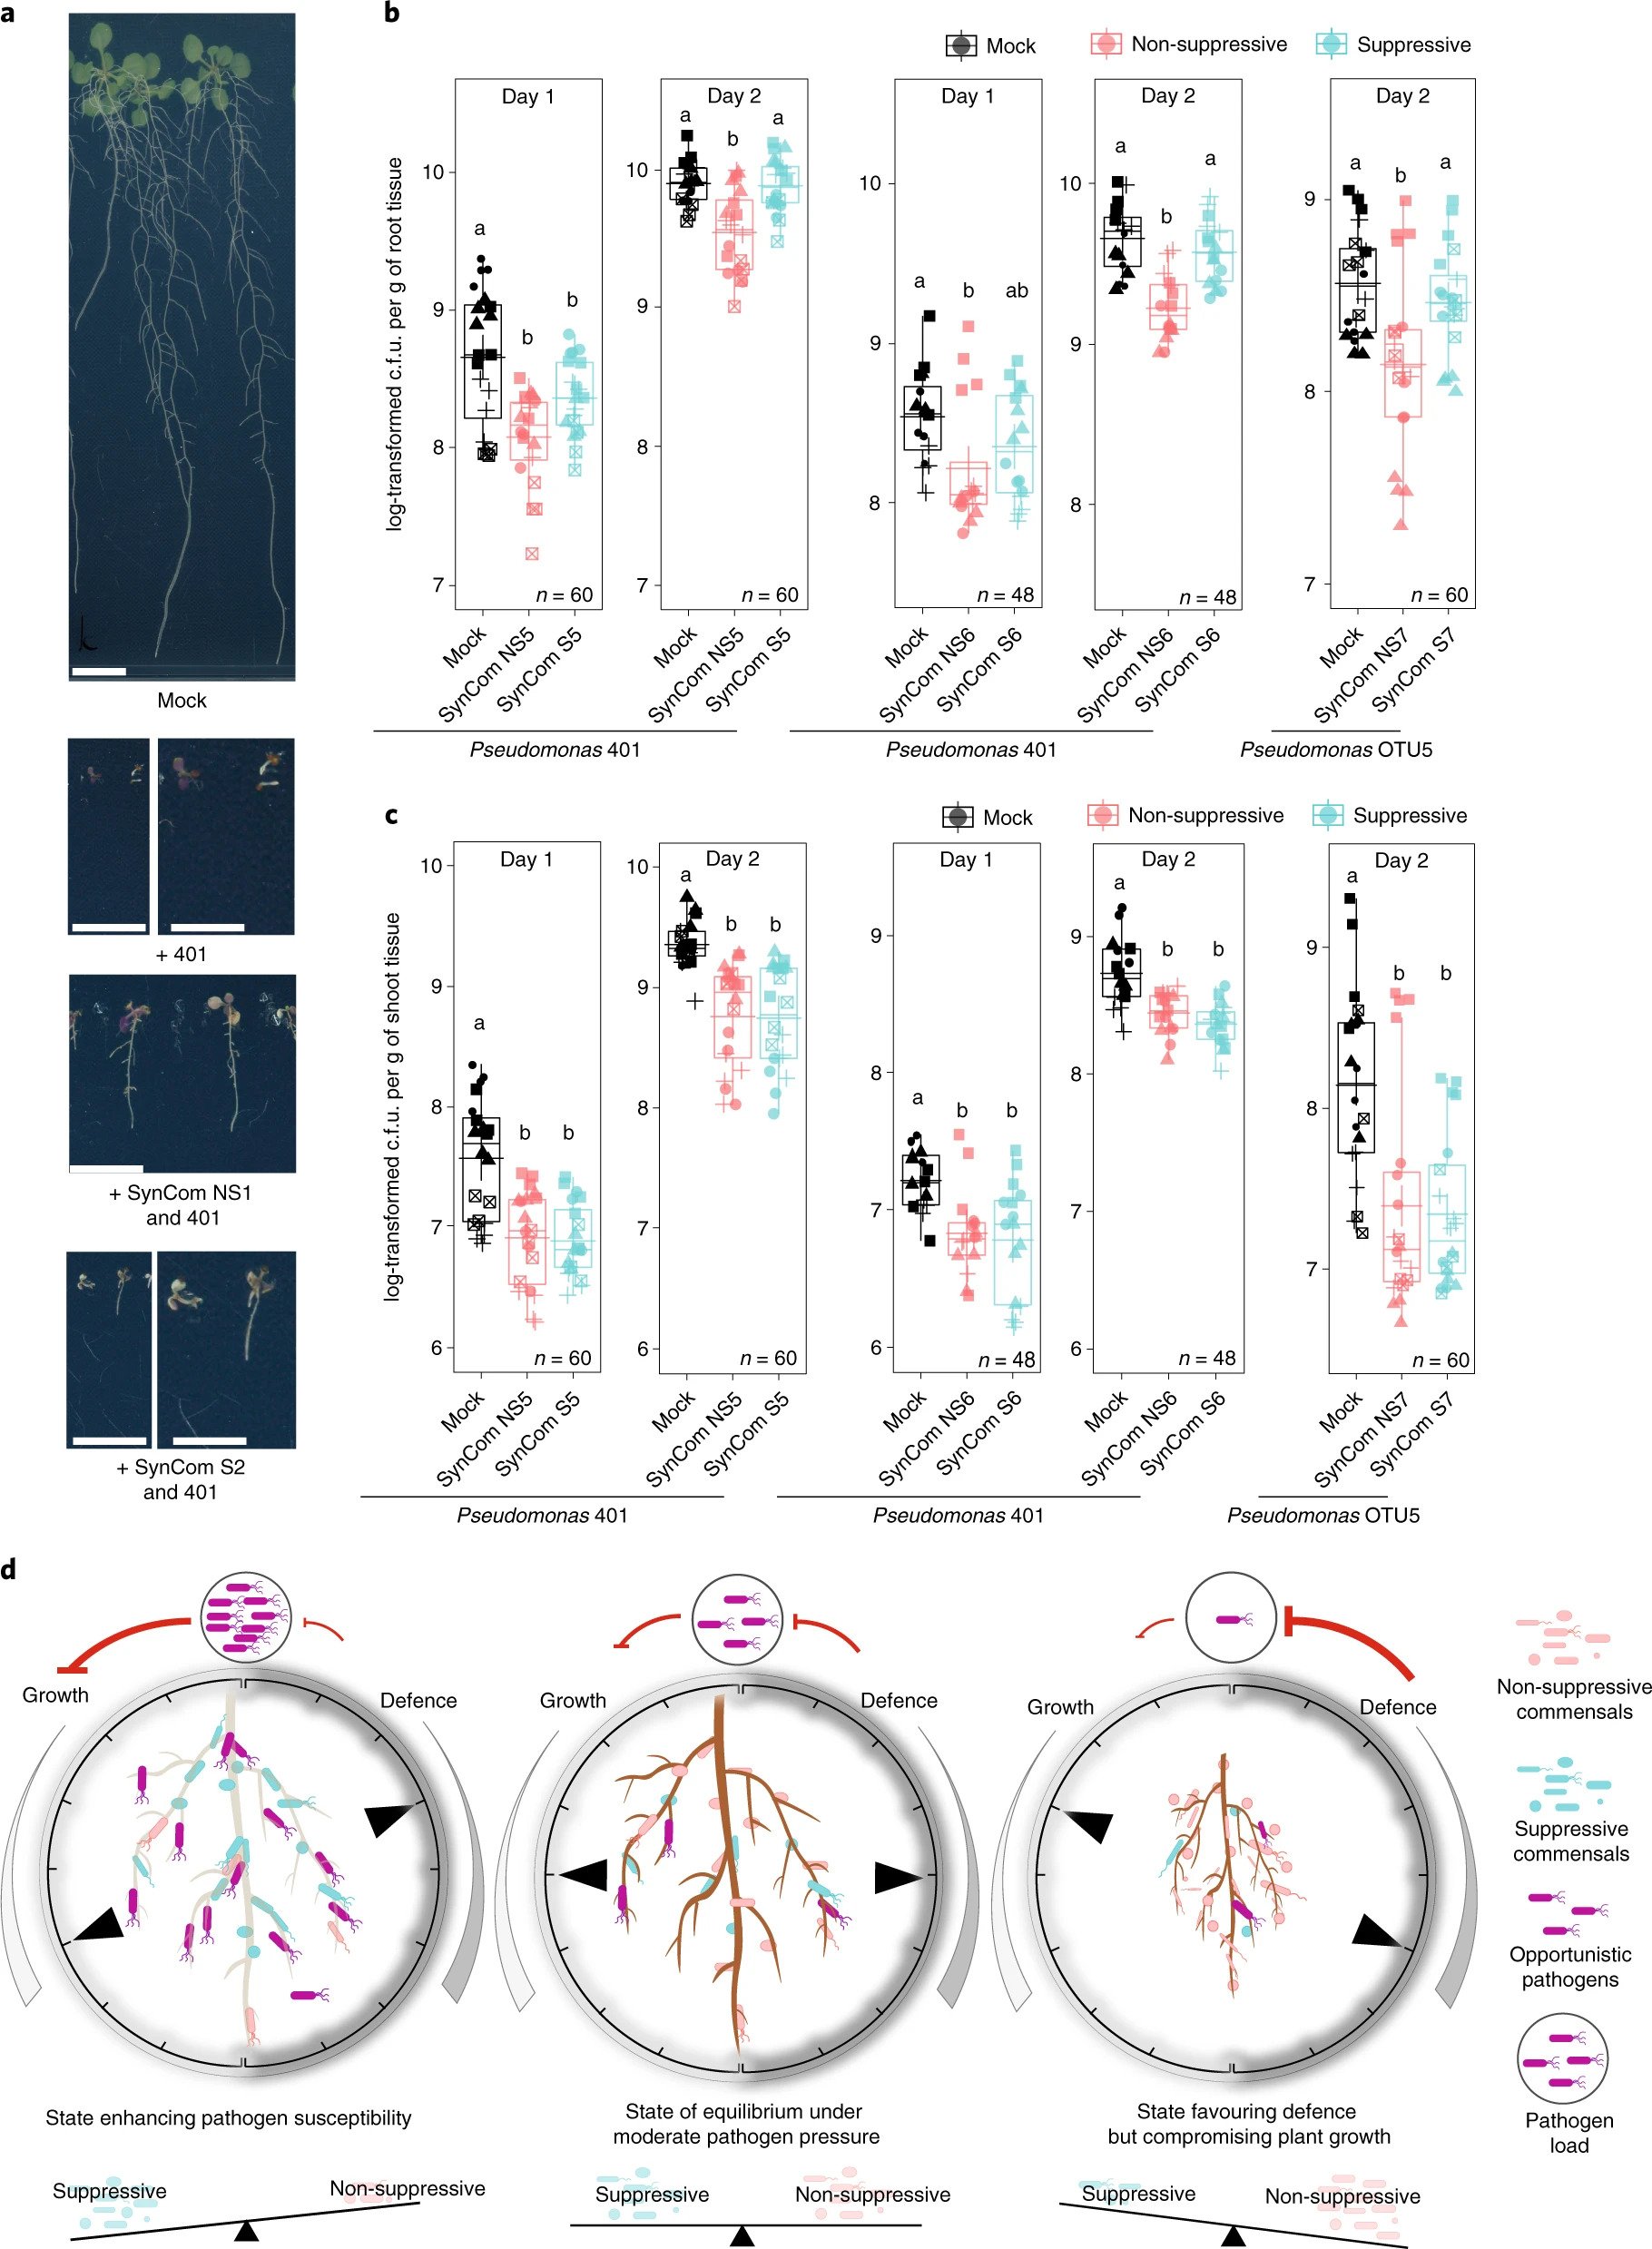 a
Mock
+ 401
+ SynCom NS1
and 401
+ SynCom S2
and 401
b
Mock
Non-suppressive
Suppressive
log-transformed c.f.u. per g of root tissue
Day 1
10
9
8
7
a
b
b
n = 60
Mock
SynCom NS5
SynCom S5
Day 2
10
9
8
7
a
b
a
n = 60
Mock
SynCom NS5
SynCom S5
Pseudomonas 401
Day 1
10
9
8
a
b
ab
n = 48
Mock
SynCom NS6
SynCom S6
Day 2
10
9
8
a
b
a
n = 48
Mock
SynCom NS6
SynCom S6
Pseudomonas 401
Day 2
9
8
7
a
b
a
n = 60
Mock
SynCom NS7
SynCom S7
Pseudomonas OTU5
c
Mock
Non-suppressive
Suppressive
log-transformed c.f.u. per g of shoot tissue
Day 1
10
9
8
7
6
a
b
b
n = 60
Mock
SynCom NS5
SynCom S5
Day 2
10
9
8
7
6
a
b
b
n = 60
Mock
SynCom NS5
SynCom S5
Pseudomonas 401
Day 1
9
8
7
6
a
b
b
n = 48
Mock
SynCom NS6
SynCom S6
Day 2
9
8
7
6
a
b
b
n = 48
Mock
SynCom NS6
SynCom S6
Pseudomonas 401
Day 2
9
8
7
a
b
b
n = 60
Mock
SynCom NS7
SynCom S7
Pseudomonas OTU5
d
Growth
Defence
State enhancing pathogen susceptibility
Suppressive
Non-suppressive
Growth
Defence
State of equilibrium under
moderate pathogen pressure
Suppressive
Non-suppressive
Growth
Defence
State favouring defence
but compromising plant growth
Suppressive
Non-suppressive
Non-suppressive
commensals
Suppressive
commensals
Opportunistic
pathogens
Pathogen
load